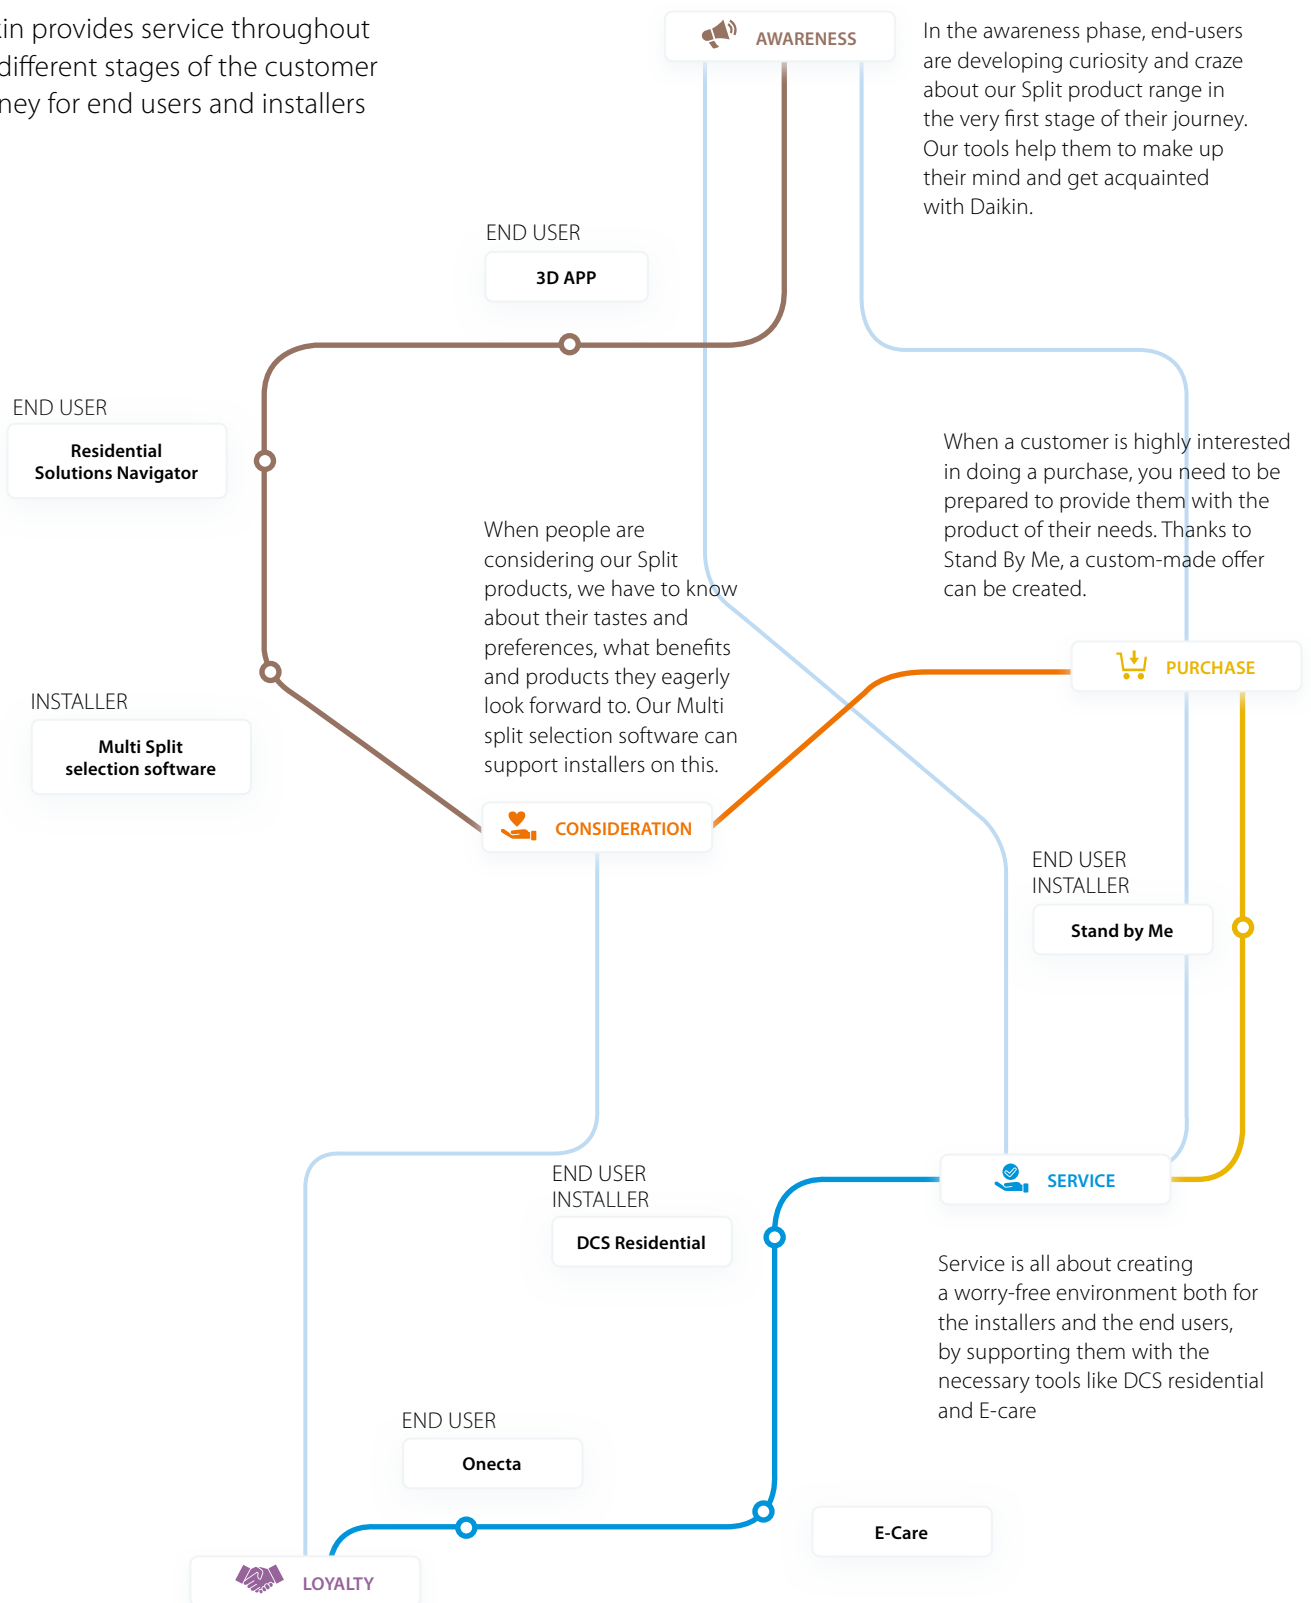 provides service throughout
different stages of the customer
for end users and installers
AWARENESS
In the awareness phase, end-users
are developing curiosity and craze
about our Split product range in
the very first stage of their journey.
Our tools help them to make up
their mind and get acquainted
with Daikin.
END USER
3D APP
END USER
Residential
Solutions Navigator
When a customer is highly interested
in doing a purchase, you need to be
prepared to provide them with the
product of their needs. Thanks to
Stand By Me, a custom-made offer
can be created.
When people are
considering our Split
products, we have to know
about their tastes and
preferences, what benefits
and products they eagerly
look forward to. Our Multi
split selection software can
support installers on this.
PURCHASE
INSTALLER
Multi Split
selection software
CONSIDERATION
END USER
INSTALLER
Stand by Me
SERVICE
END USER
INSTALLER
DCS Residential
Service is all about creating
a worry-free environment both for
the installers and the end users,
by supporting them with the
necessary tools like DCS residential
and E-care
END USER
Onecta
E-Care
LOYALTY